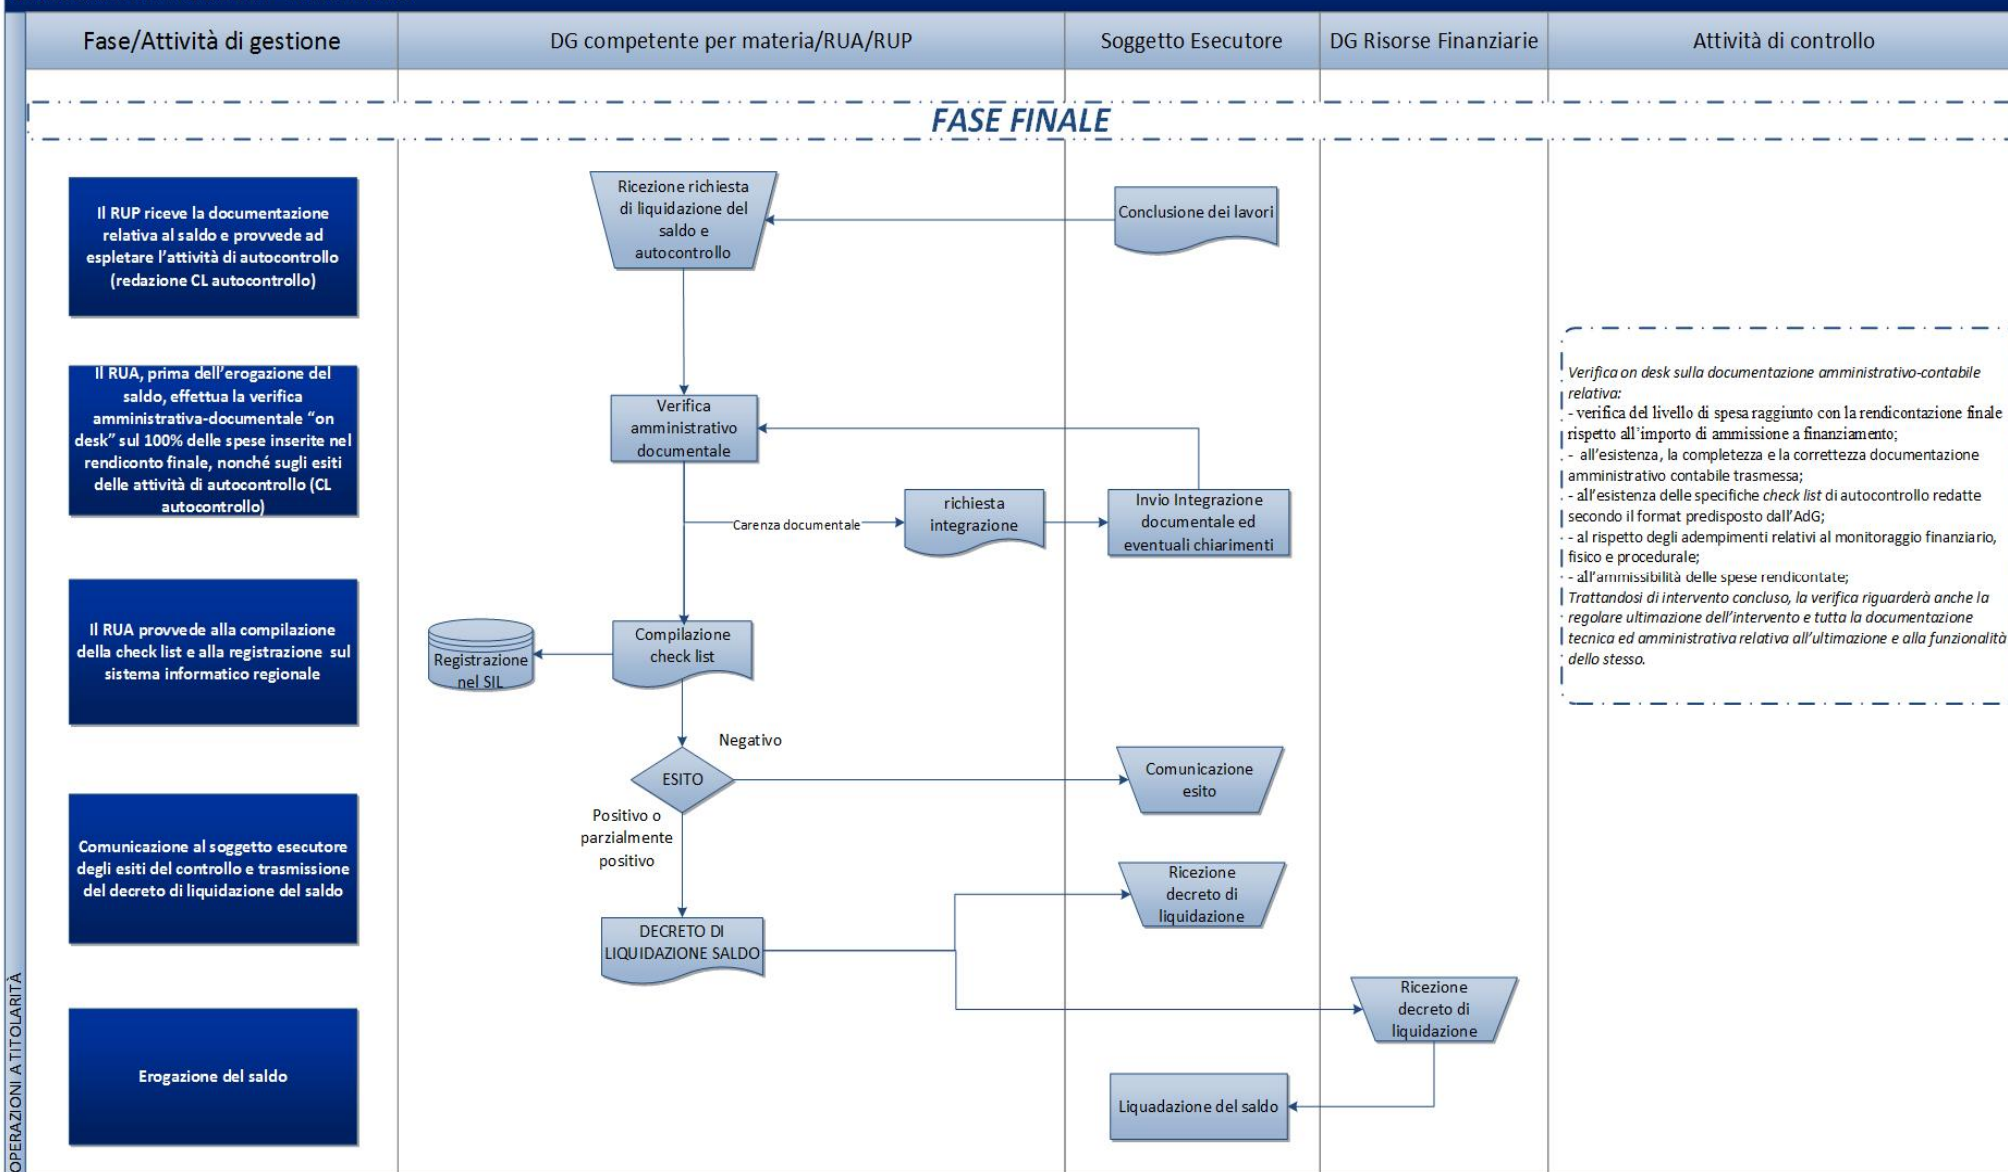 Fase/Attività di gestione
DG competente per materia/RUA/RUP
Soggetto Esecutore
DG Risorse Finanziarie
Attività di controllo
FASE FINALE
Il RUP riceve la documentazione
relativa al saldo e provvede ad
espletare l'attività di autocontrollo
(redazione CL autocontrollo)
Ricezione richiesta
di liquidazione del
saldo e
autocontrollo
Conclusione dei lavori
Il RUA, prima dell'erogazione del
saldo, effettua la verifica
amministrativa-documentale “on
desk” sul 100% delle spese inserite nel
rendiconto finale, nonché sugli esiti
delle attività di autocontrollo (CL
autocontrollo)
Verifica
amministrativo
documentale
Carenza documentale
richiesta
integrazione
Invio Integrazione
documentale ed
eventuali chiarimenti
Verifica on desk sulla documentazione amministrativo-contabile
relativa:
- verifica del livello di spesa raggiunto con la rendicontazione finale
rispetto all'importo di ammissione a finanziamento;
- all'esistenza, la completezza e la correttezza documentazione
amministrativo contabile trasmessa;
- all'esistenza delle specifiche check list di autocontrollo redatte
secondo il format predisposto dall'AdG;
- al rispetto degli adempimenti relativi al monitoraggio finanziario,
fisico e procedurale;
- all'ammissibilità delle spese rendicontate;
Trattandosi di intervento concluso, la verifica riguarderà anche la
regolare ultimazione dell'intervento e tutta la documentazione
tecnica ed amministrativa relativa all'ultimazione e alla funzionalità
dello stesso.
Il RUA provvede alla compilazione
della check list e alla registrazione sul
sistema informatico regionale
Registrazione
nel SIL
Compilazione
check list
Negativo
ESITO
Positivo o
parzialmente
positivo
Comunicazione
esito
Comunicazione al soggetto esecutore
degli esiti del controllo e trasmissione
del decreto di liquidazione del saldo
DECRETO DI
LIQUIDAZIONE SALDO
Ricezione
decreto di
liquidazione
Ricezione
decreto di
liquidazione
Erogazione del saldo
Liquadazione del saldo
OPERAZIONI A TITOLARITÀ